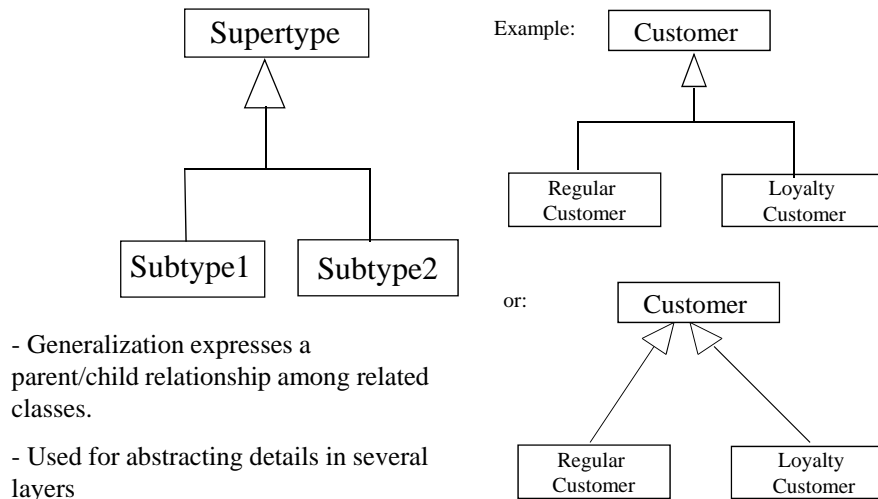 Supertype
Subtype1
Subtype2
- Generalization expresses a
parent/child relationship among related
classes.
- Used for abstracting details in several
layers
Example:
Customer
Regular
Customer
Loyalty
Customer
or:
Customer
Regular
Customer
Loyalty
Customer